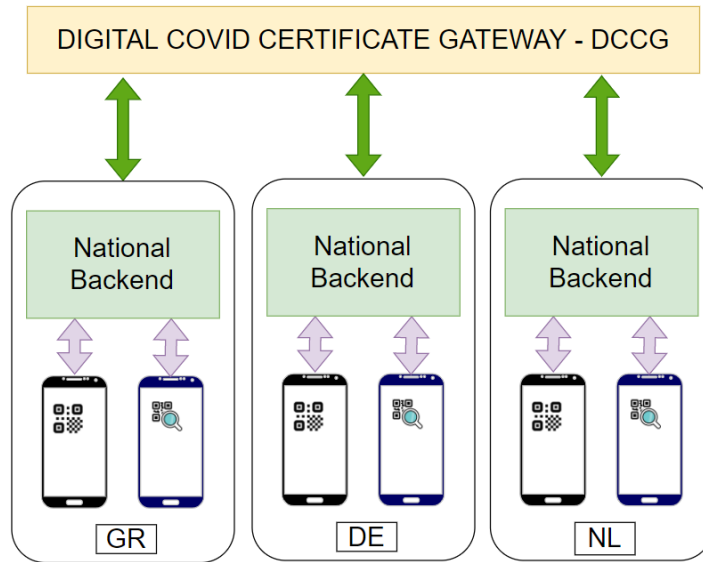 DIGITAL COVID CERTIFICATE GATEWAY - DCCG
National
Backend
National
Backend
National
Backend
GR
DE
NL